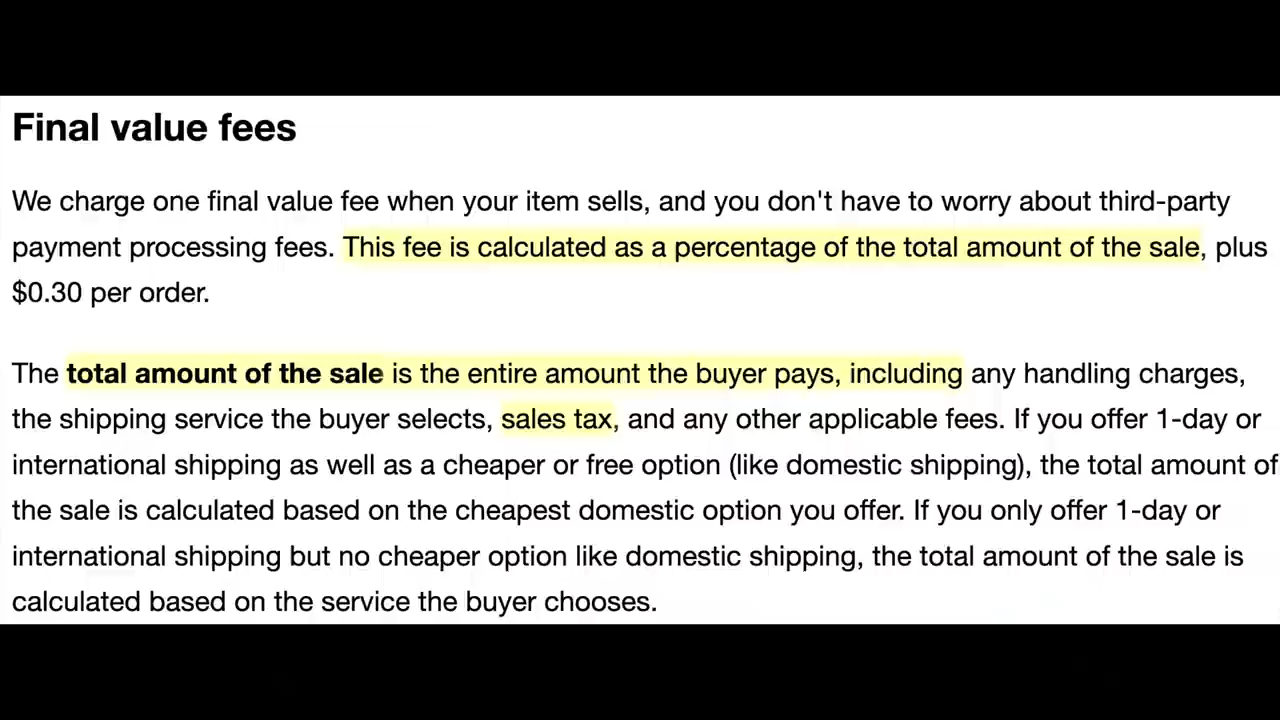 Final value fees
We charge one final value fee when your item sells, and you don't have to worry about third-party
payment processing fees. This fee is calculated as a percentage of the total amount of the sale, plus
$0.30 per order.
The total amount of the sale is the entire amount the buyer pays, including any handling charges,
the shipping service the buyer selects, sales tax, and any other applicable fees. If you offer 1-day or
international shipping as well as a cheaper or free option (like domestic shipping), the total amount of
the sale is calculated based on the cheapest domestic option you offer. If you only offer 1-day or
international shipping but no cheaper option like domestic shipping, the total amount of the sale is
calculated based on the service the buyer chooses.